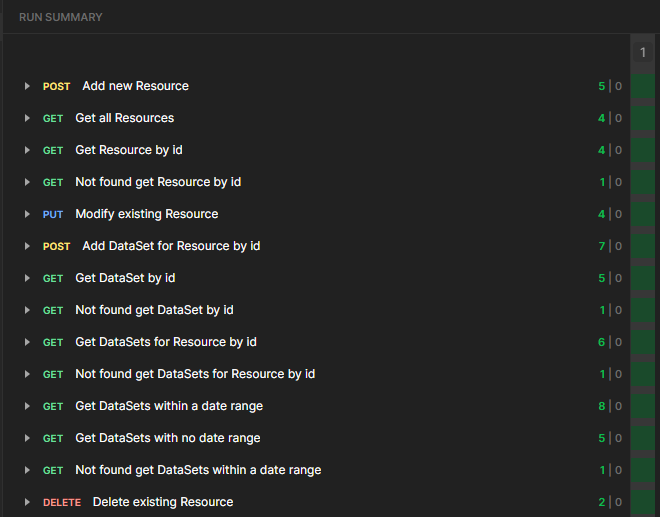 RUN SUMMARY
1
POST Add new Resource 5 | 0
GET Get all Resources 4 | 0
GET Get Resource by id 4 | 0
GET Not found get Resource by id 1 | 0
PUT Modify existing Resource 4 | 0
POST Add DataSet for Resource by id 7 | 0
GET Get DataSet by id 5 | 0
GET Not found get DataSet by id 1 | 0
GET Get DataSets for Resource by id 6 | 0
GET Not found get DataSets for Resource by id 1 | 0
GET Get DataSets within a date range 8 | 0
GET Get DataSets with no date range 5 | 0
GET Not found get DataSets within a date range 1 | 0
DELETE Delete existing Resource 2 | 0